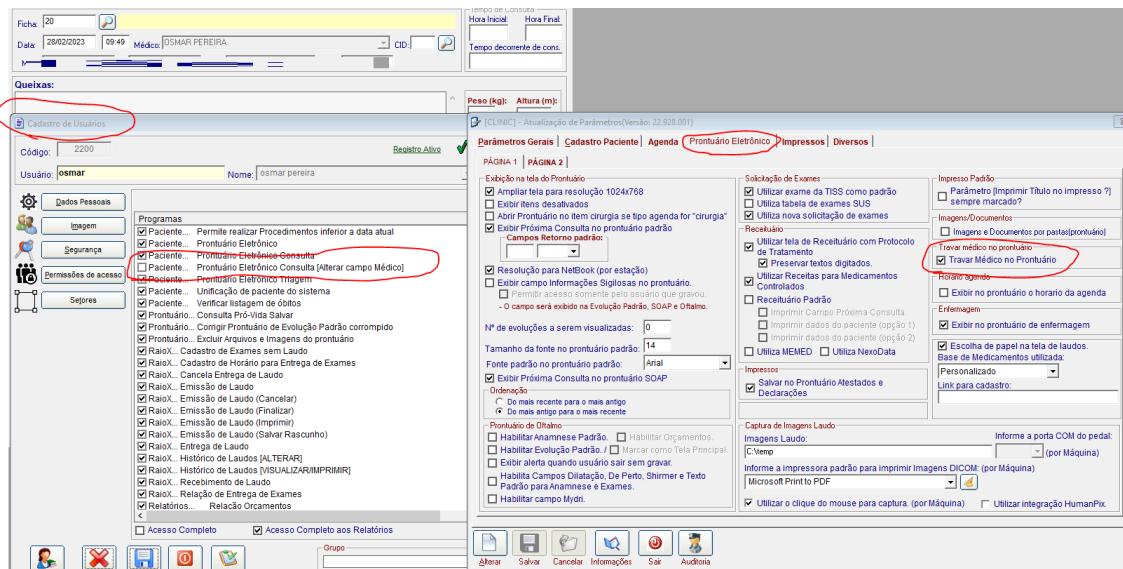 Tempo de Consulta
Ficha: 20
Hora Inicial: Hora Final:
Data: 28/02/2023 09:49 Médico: OSMAR PEREIRA CID:
Tempo decorrente de cons.
Queixas:
Peso (kg): Altura (m):
Cadastro de Usuários
Código: 2200 Registro Ativo
Usuário: osmar Nome: osmar pereira
Dados Pessoais
Imagem
Segurança
Permissões de acesso
Setores
Programas
Paciente... Permite realizar Procedimentos inferior a data atual
Paciente... Prontuário Eletrônico
Paciente... Prontuário Eletrônico Consulta
Paciente... Prontuário Eletrônico Consulta [Alterar campo Médico]
Paciente... Prontuário Eletrônico Triagem
Paciente... Unificação de paciente do sistema
Paciente... Verificar listagem de óbitos
Prontuário... Consulta Pró-Vida Salvar
Prontuário... Corrigir Prontuário de Evolução Padrão corrompido
Prontuário... Excluir Arquivos e Imagens do prontuário
RaioX... Cadastro de Exames sem Laudo
RaioX... Cadastro de Horário para Entrega de Exames
RaioX... Cancela Entrega de Laudo
RaioX... Emissão de Laudo
RaioX... Emissão de Laudo (Cancelar)
RaioX... Emissão de Laudo (Finalizar)
RaioX... Emissão de Laudo (Imprimir)
RaioX... Emissão de Laudo (Salvar Rascunho)
RaioX... Entrega de Laudo
RaioX... Histórico de Laudos [ALTERAR]
RaioX... Histórico de Laudos [VISUALIZAR/IMPRIMIR]
RaioX... Recebimento de Laudo
RaioX... Relação de Entrega de Exames
Relatórios... Relação Orçamentos
Acesso Completo Acesso Completo aos Relatórios
Grupo
[CLINIC] - Atualização de Parâmetros(Versão: 22.928.001)
Parâmetros Gerais Cadastro Paciente Agenda Prontuário Eletrônico Impressos Diversos
PÁGINA 1 PÁGINA 2
Exibição na tela do Prontuário
Ampliar tela para resolução 1024x768
Exibir itens desativados
Abrir Prontuário no item cirurgia se tipo agenda for "cirurgia"
Exibir Próxima Consulta no prontuário padrão
Campos Retorno padrão:
Resolução para NetBook (por estação)
Exibir campo Informações Sigilosas no prontuário.
Permitir acesso somente pelo usuário que gravou.
- O campo será exibido na Evolução Padrão, SOAP e Oftalmo.
Nº de evoluções a serem visualizadas: 0
Tamanho da fonte no prontuário padrão: 14
Fonte padrão no prontuário padrão: Arial
Exibir Próxima Consulta no prontuário SOAP
Ordenação
Do mais recente para o mais antigo
Do mais antigo para o mais recente
Prontuário de Oftalmo
Habilitar Anamnese Padrão. Habilitar Orçamentos.
Habilitar Evolução Padrão. / Marcar como Tela Principal.
Exibir alerta quando usuário sair sem gravar.
Habilita Campos Dilatação, De Perto, Shirmer e Texto
Padrão para Anamnese e Exames.
Habilitar campo Mydri.
Solicitação de Exames
Utilizar exame da TISS como padrão
Utiliza tabela de exames SUS
Utiliza nova solicitação de exames
Receituário
Utilizar tela de Receituário com Protocolo
de Tratamento
Preservar textos digitados.
Utilizar Receitas para Medicamentos
Controlados
Receituário Padrão
Imprimir Campo Próxima Consulta.
Imprimir dados do paciente (opção 1)
Imprimir dados do paciente (opção 2)
Utiliza MEMED Utiliza NexoData
Impressos
Salvar no Prontuário Atestados e
Declarações
Impresso Padrão
Parâmetro [Imprimir Título no impresso ?]
sempre marcado?
Imagens/Documentos
Imagens e Documentos por pastas(prontuário)
Travar médico no prontuário
Travar Médico no Prontuário
Horario agenda
Exibir no prontuário o horario da agenda
Enfermagem
Exibir no prontuário de enfermagem
Escolha de papel na tela de laudos.
Base de Medicamentos utilizada:
Personalizado
Link para cadastro:
Captura de Imagens Laudo
Imagens Laudo:
C:\temp
Informe a porta COM do pedal:
(por Máquina)
Informe a impressora padrão para imprimir Imagens DICOM: (por Máquina)
Microsoft Print to PDF
Utilizar o clique do mouse para captura. (por Máquina) Utilizar integração HumanPix.
Alterar Salvar Cancelar Informações Sair Auditoria